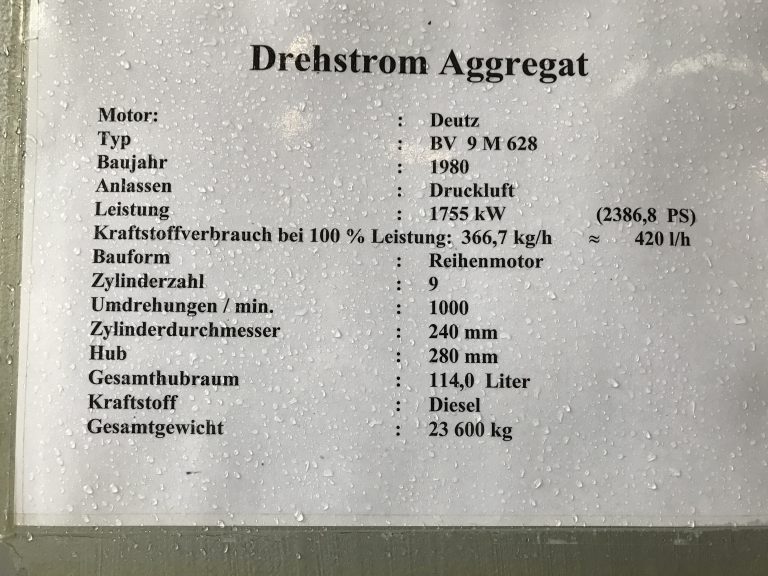 Drehstrom Aggregat
Motor: : Deutz
Typ : BV 9 M 628
Baujahr : 1980
Anlassen : Druckluft
Leistung : 1755 kW (2386,8 PS)
Kraftstoffverbrauch bei 100 % Leistung: 366,7 kg/h ≈ 420 l/h
Bauform : Reihenmotor
Zylinderzahl : 9
Umdrehungen / min. : 1000
Zylinderdurchmesser : 240 mm
Hub : 280 mm
Gesamthubraum : 114,0 Liter
Kraftstoff : Diesel
Gesamtgewicht : 23 600 kg